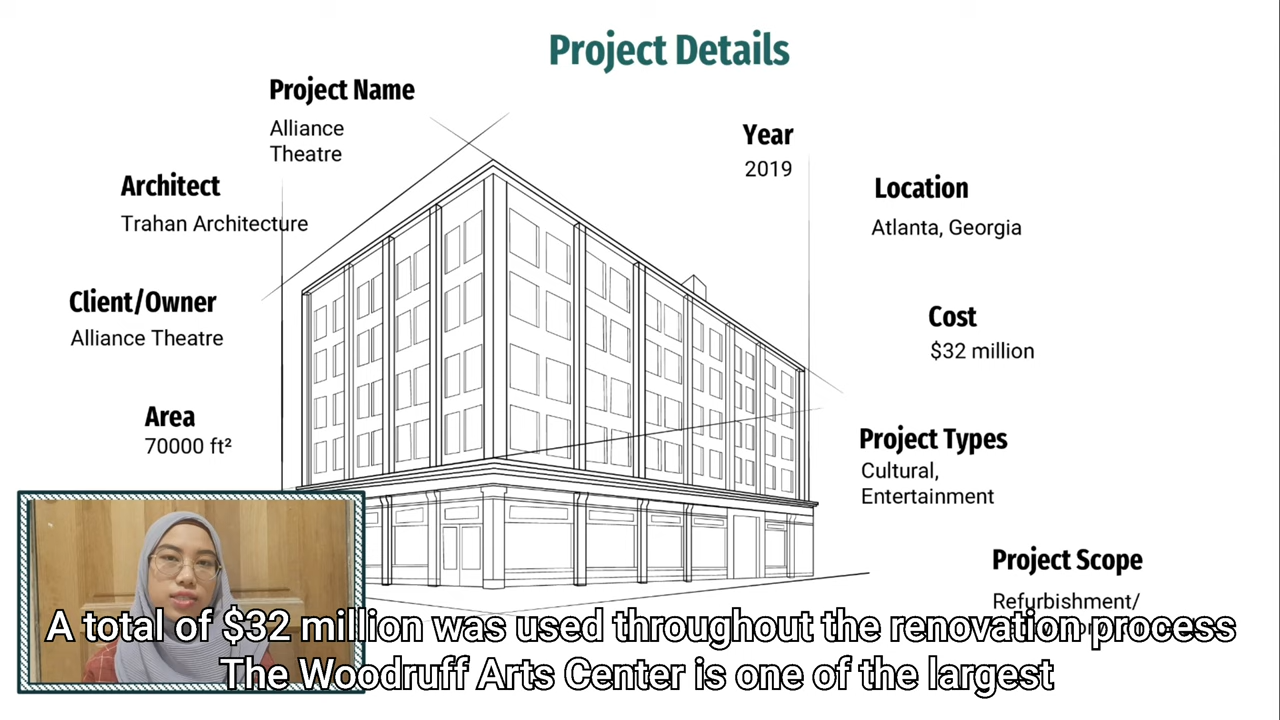 Project Details
Project Name
Alliance
Theatre
Architect
Trahan Architecture
Client/Owner
Alliance Theatre
Area
70000 ft²
Year
2019
Location
Atlanta, Georgia
Cost
$32 million
Project Types
Cultural,
Entertainment
Project Scope
Refurbishment/
A total of $32 million was used throughout the renovation process
The Woodruff Arts Center is one of the largest